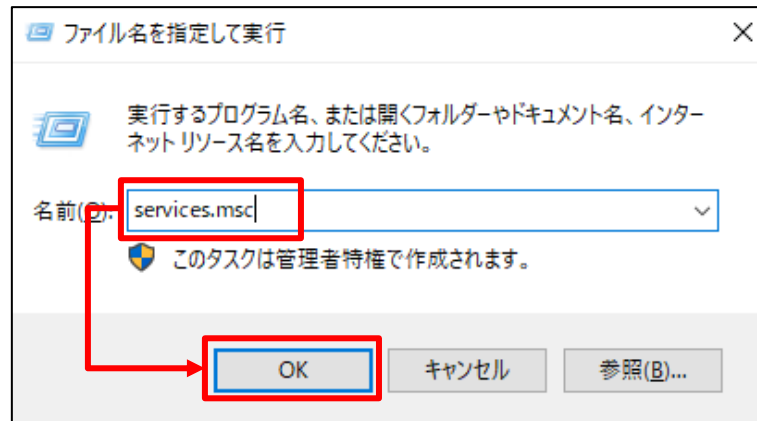 ファイル名を指定して実行
実行するプログラム名、または開くフォルダーやドキュメント名、インター
ネット リソース名を入力してください。
名前(O): services.msc
このタスクは管理者特権で作成されます。
OK キャンセル 参照(B)...